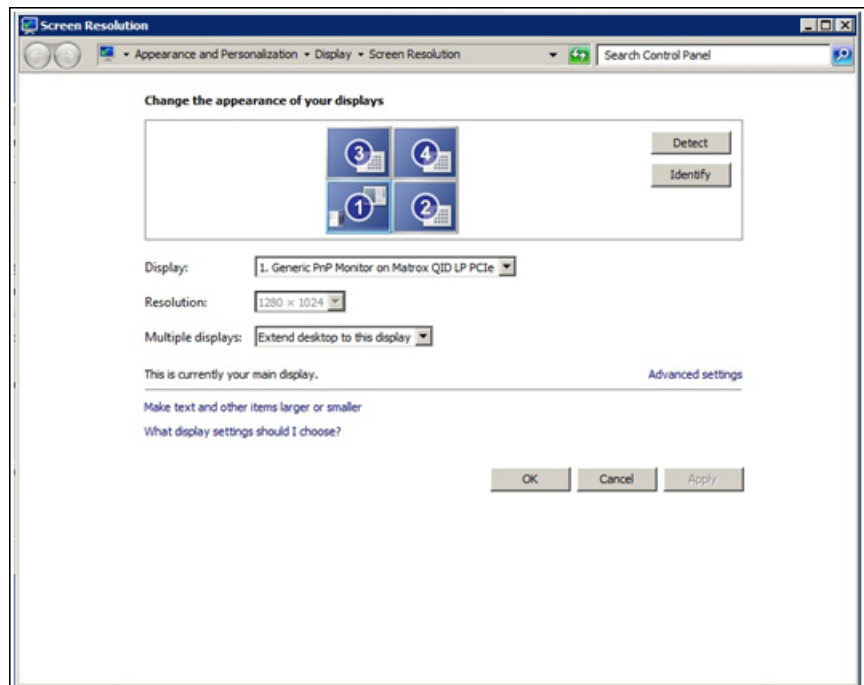 Screen Resolution
Appearance and Personalization Display Screen Resolution Search Control Panel
Change the appearance of your displays
3 4
1 2
Detect
Identify
Display: 1. Generic PnP Monitor on Matrox QID LP PCIe
Resolution: 1280 × 1024
Multiple displays: Extend desktop to this display
This is currently your main display. Advanced settings
Make text and other items larger or smaller
What display settings should I choose?
OK Cancel Apply